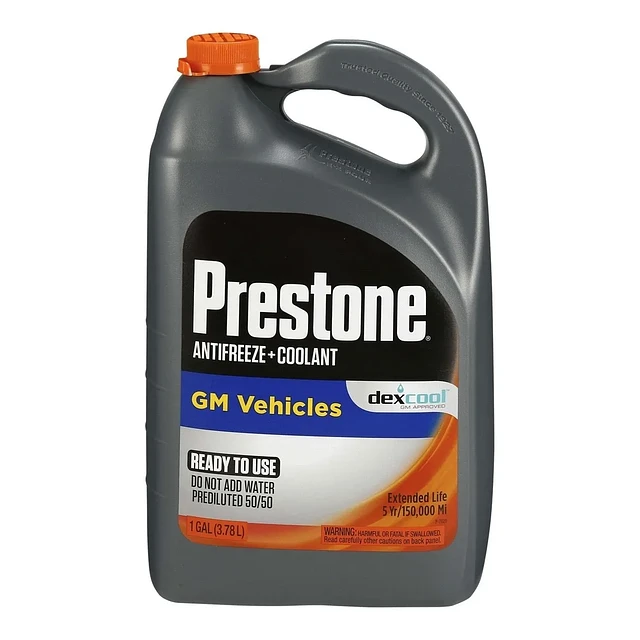 Prestone
Prestone®
ANTIFREEZE+COOLANT
GM Vehicles
dexcool
GM APPROVED
READY TO USE
DO NOT ADD WATER
PREDILUTED 50/50
Extended Life
5 Yr/150,000 Mi
1 GAL (3.78 L)
WARNING: HARMFUL OR FATAL IF SWALLOWED.
Read carefully other cautions on back panel.